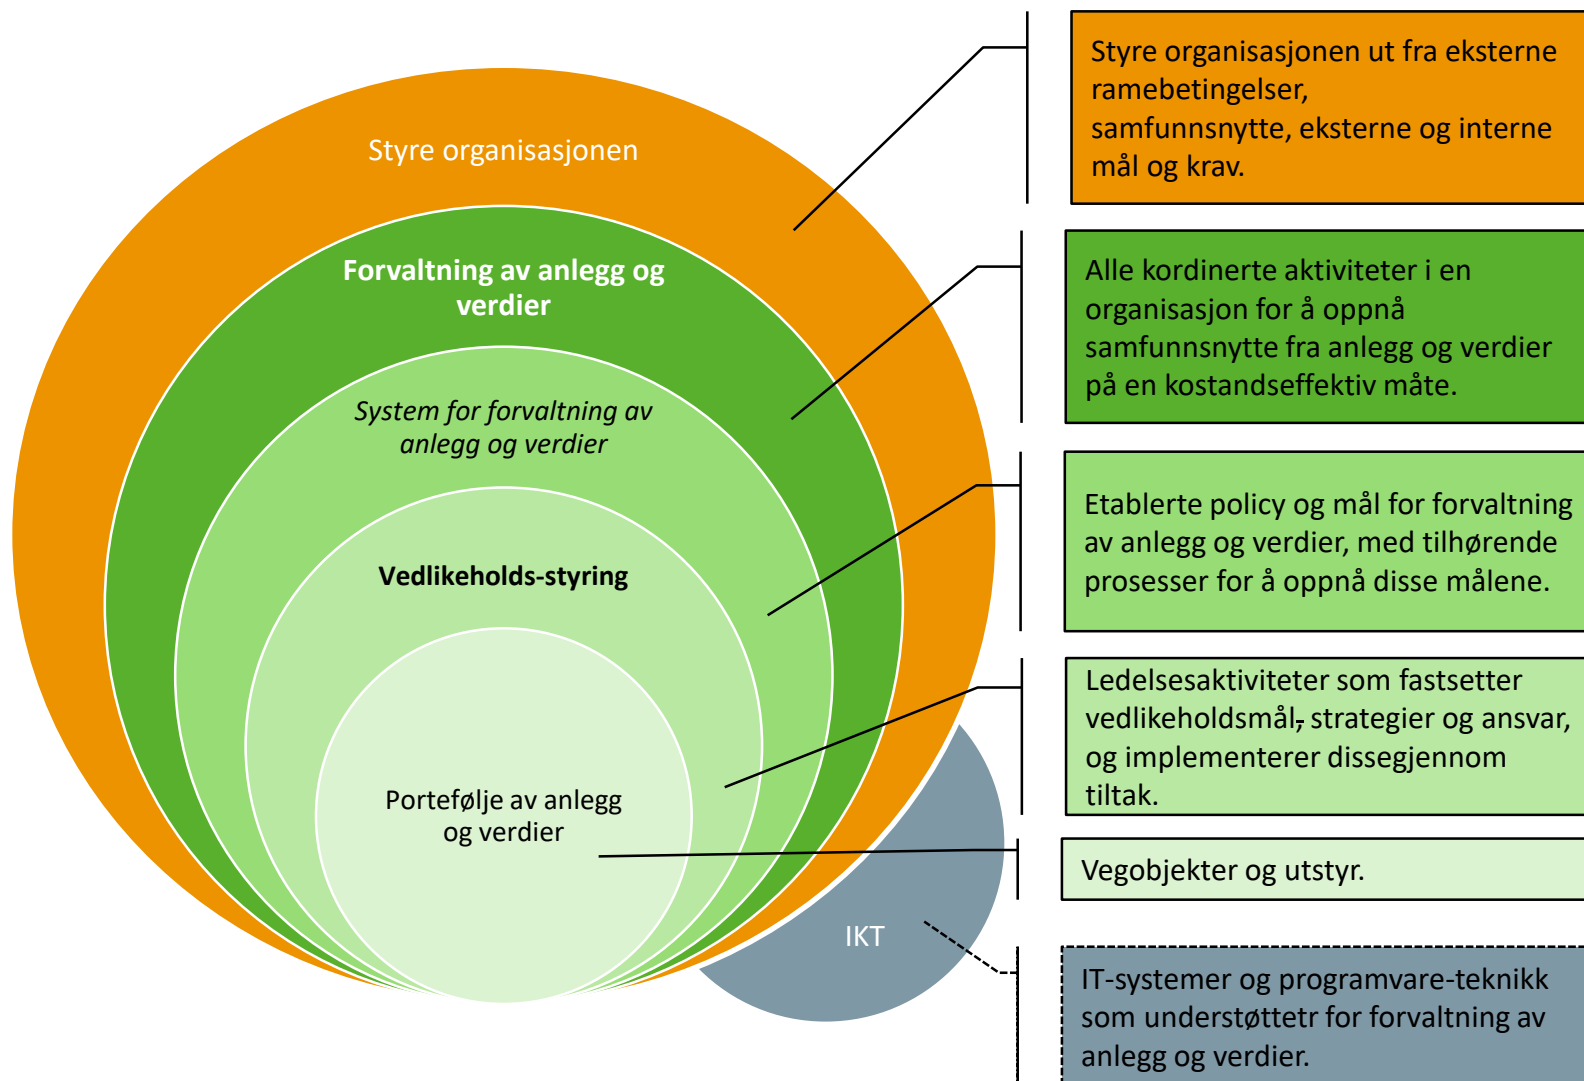 Styre organisasjonen
Forvaltning av anlegg og
verdier
System for forvaltning av
anlegg og verdier
Vedlikeholds-styring
Portefølje av anlegg
og verdier
IKT
Styre organisasjonen ut fra eksterne
ramebetingelser,
samfunnsnytte, eksterne og interne
mål og krav.
Alle kordinerte aktiviteter i en
organisasjon for å oppnå
samfunnsnytte fra anlegg og verdier
på en kostandseffektiv måte.
Etablerte policy og mål for forvaltning
av anlegg og verdier, med tilhørende
prosesser for å oppnå disse målene.
Ledelsesaktiviteter som fastsetter
vedlikeholdsmål, strategier og ansvar,
og implementerer dissegjennom
tiltak.
Vegobjekter og utstyr.
IT-systemer og programvare-teknikk
som understøttetr for forvaltning av
anlegg og verdier.